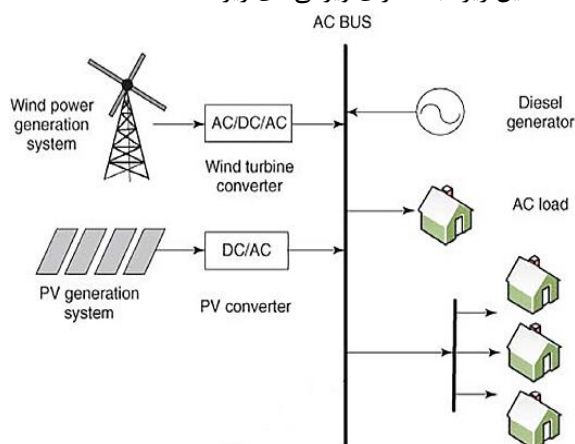 AC BUS
Wind power
generation
system
AC/DC/AC
Wind turbine
converter
Diesel
generator
AC load
DC/AC
PV generation
system
PV converter